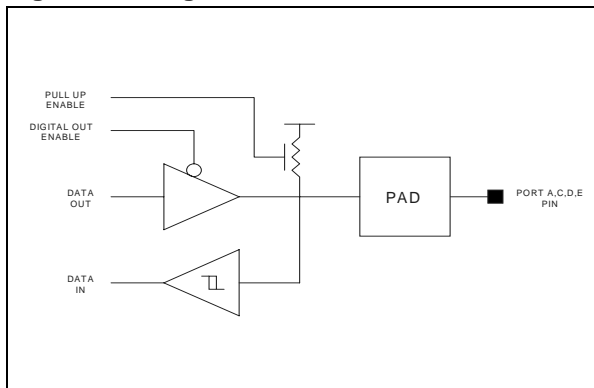 PULL UP
ENABLE
DIGITAL OUT
ENABLE
DATA
OUT
PAD
PORT A,C,D,E
PIN
DATA
IN